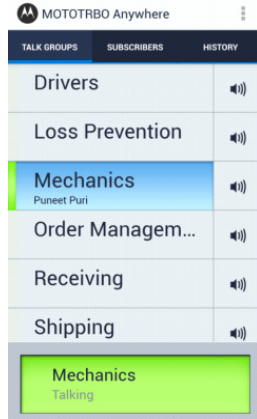 MOTOTRBO Anywhere
TALK GROUPS SUBSCRIBERS HISTORY
Drivers
Loss Prevention
Mechanics
Puneet Puri
Order Managem...
Receiving
Shipping
Mechanics
Talking